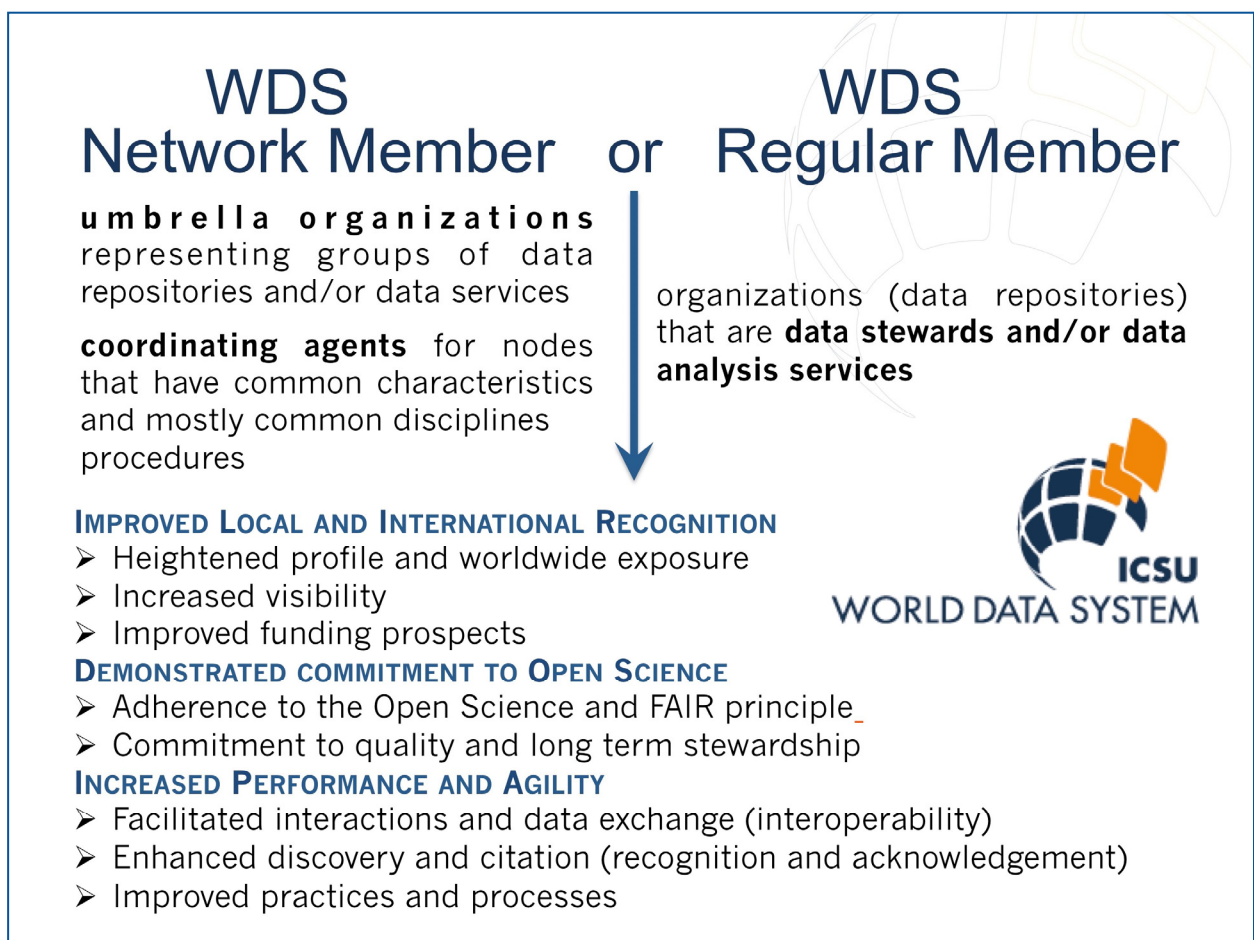 WDS
Network Member or
WDS
Regular Member
umbrella organizations
representing groups of data
repositories and/or data services
coordinating agents for nodes
that have common characteristics
and mostly common disciplines
procedures
organizations (data repositories)
that are data stewards and/or data
analysis services
ICSU
WORLD DATA SYSTEM
IMPROVED LOCAL AND INTERNATIONAL RECOGNITION
➢ Heightened profile and worldwide exposure
➢ Increased visibility
➢ Improved funding prospects
DEMONSTRATED COMMITMENT TO OPEN SCIENCE
➢ Adherence to the Open Science and FAIR principle_
➢ Commitment to quality and long term stewardship
INCREASED PERFORMANCE AND AGILITY
➢ Facilitated interactions and data exchange (interoperability)
➢ Enhanced discovery and citation (recognition and acknowledgement)
➢ Improved practices and processes